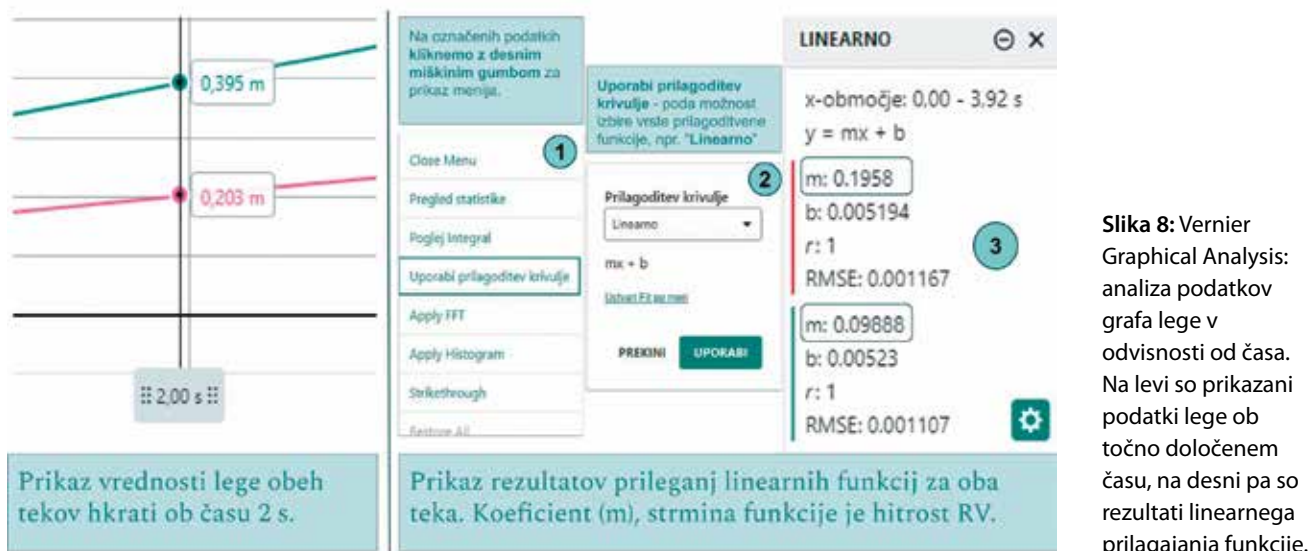 0,395 m
0,203 m
2,00 s
Prikaz vrednosti lege obeh
tekov hkrati ob času 2 s.
Na označenih podatkih
kliknemo z desnim
miškinim gumbom za
prikaz menija.
1
Close Menu
Pregled statistike
Poglej Integral
Uporabi prilagoditev krivulje
Apply FFT
Apply Histogram
Strikethrough
Restore All
Uporabi prilagoditev
krivulje - poda možnost
izbire vrste prilagoditvene
funkcije, npr. "Linearno"
2
Prilagoditev krivulje
Linearno
mx + b
Ustvari Fit po meri
PREKINI UPORABI
LINEARNO
x-območje: 0,00 - 3,92 s
y = mx + b
m: 0.1958
b: 0.005194
r: 1
RMSE: 0.001167
3
m: 0.09888
b: 0.00523
r: 1
RMSE: 0.001107
Prikaz rezultatov prileganj linearnih funkcij za oba
teka. Koeficient (m), strmina funkcije je hitrost RV.
Slika 8: Vernier
Graphical Analysis:
analiza podatkov
grafa lege v
odvisnosti od časa.
Na levi so prikazani
podatki lege ob
točno določenem
času, na desni pa so
rezultati linearnega
prilagajanja funkcije.